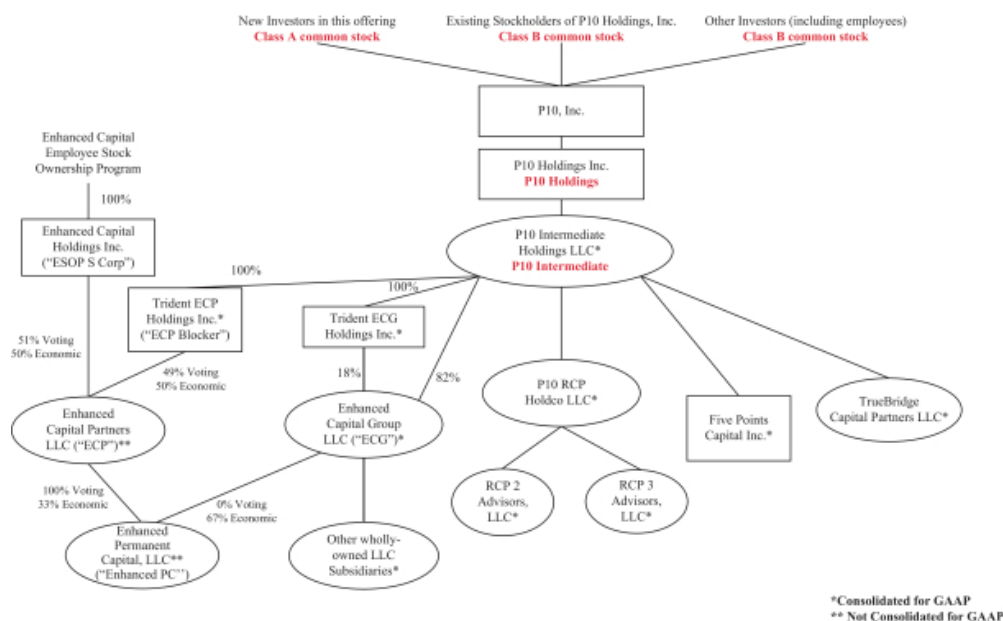 New Investors in this offering
Class A common stock
Existing Stockholders of P10 Holdings, Inc.
Class B common stock
Other Investors (including employees)
Class B common stock
P10, Inc.
Enhanced Capital
Employee Stock
Ownership Program
P10 Holdings Inc.
P10 Holdings
100%
Enhanced Capital
Holdings Inc.
("ESOP S Corp")
P10 Intermediate
Holdings LLC*
P10 Intermediate
100%
100%
Trident ECP
Holdings Inc.*
("ECP Blocker")
Trident ECG
Holdings Inc.*
51% Voting
50% Economic
49% Voting
50% Economic
18%
82%
P10 RCP
Holdco LLC*
Enhanced
Capital Partners
LLC ("ECP")**
Enhanced
Capital Group
LLC ("ECG")*
Five Points
Capital Inc.*
TrueBridge
Capital Partners LLC*
100% Voting
33% Economic
0% Voting
67% Economic
RCP 2
Advisors,
LLC*
RCP 3
Advisors,
LLC*
Enhanced
Permanent
Capital, LLC**
("Enhanced PC``)
Other wholly-
owned LLC
Subsidiaries*
*Consolidated for GAAP
** Not Consolidated for GAAP